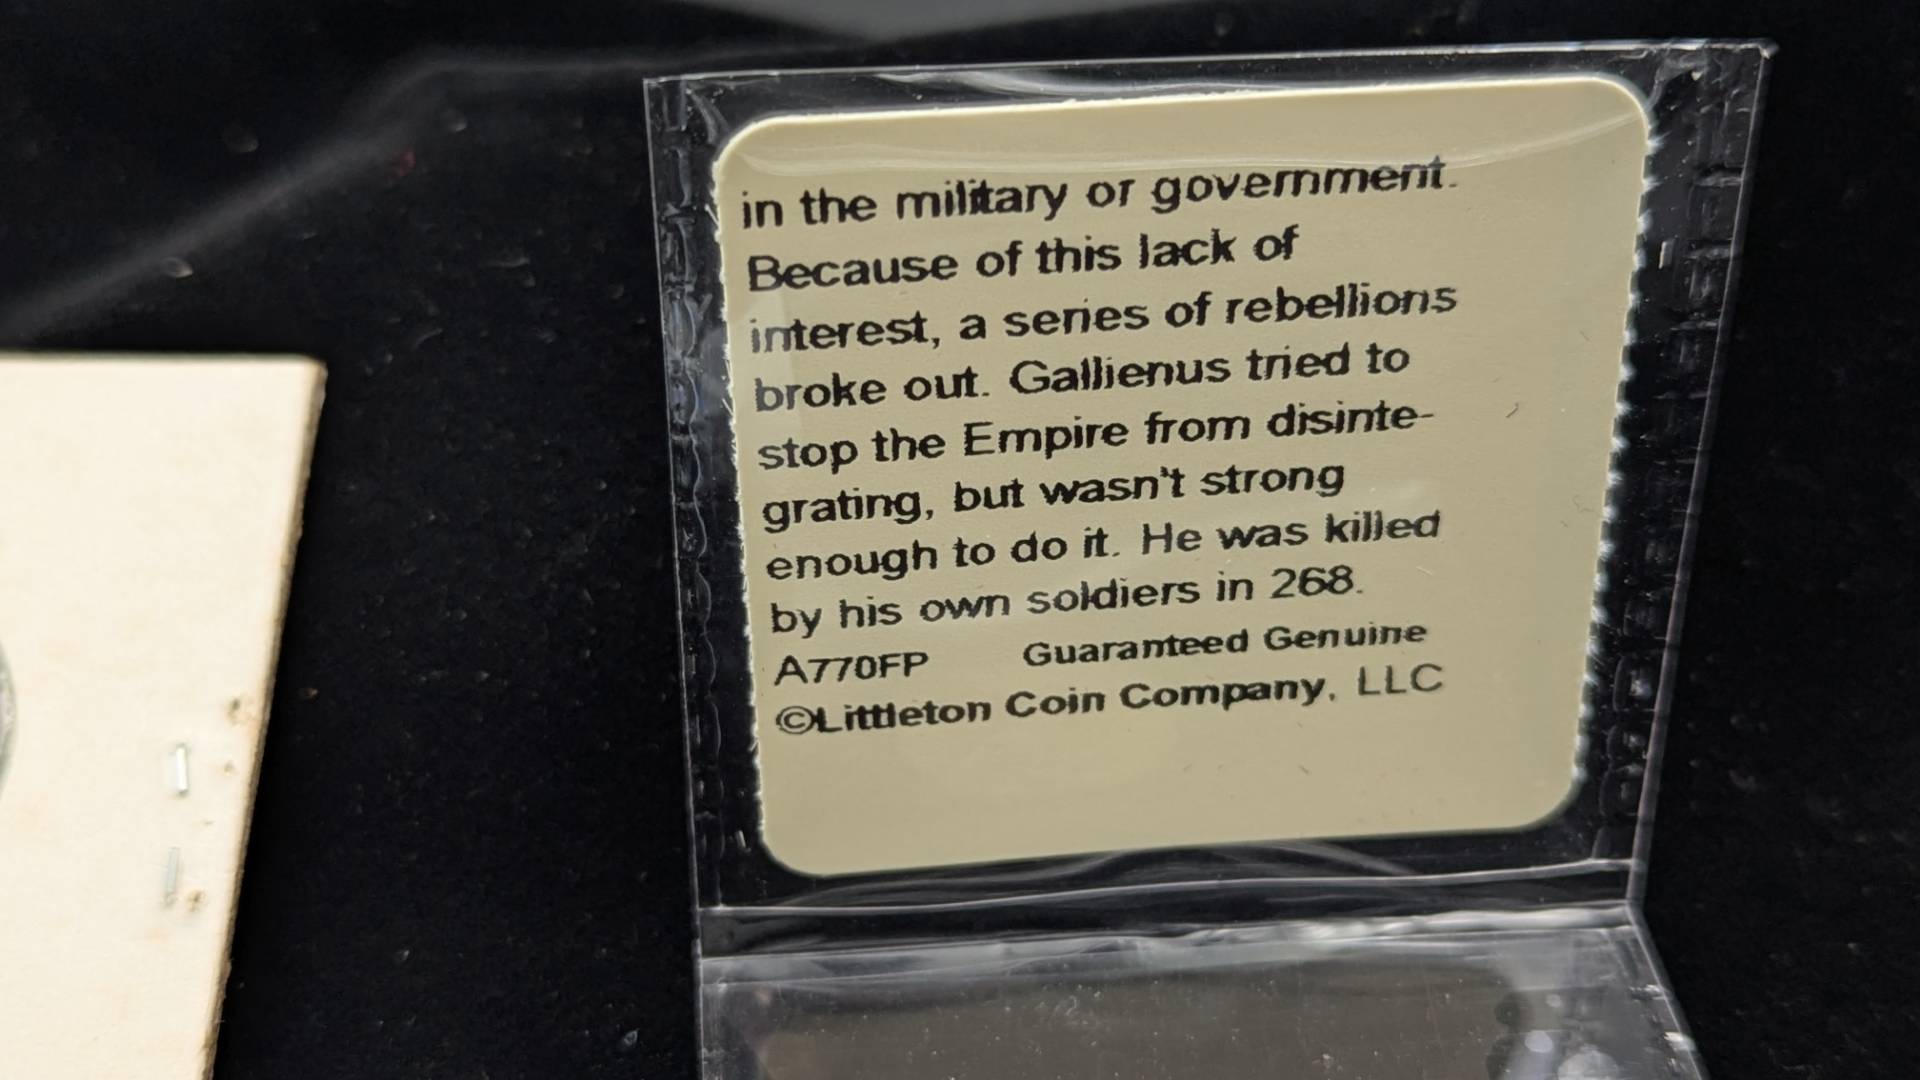 in the military or government.
Because of this lack of
interest, a series of rebellions
broke out. Gallienus tried to
stop the Empire from disinte-
grating, but wasn't strong
enough to do it. He was killed
by his own soldiers in 268.
A770FP Guaranteed Genuine
©Littleton Coin Company, LLC